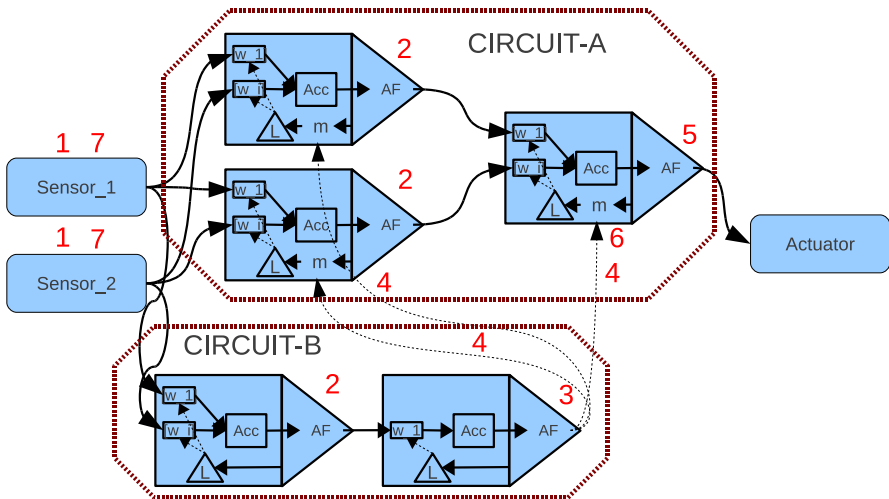 CIRCUIT-A
2
w_1
w_i
Acc
AF
L
m
5
w_1
w_i
Acc
AF
L
m
1 7
Sensor_1
2
w_1
w_i
Acc
AF
L
m
6
4
4
1 7
Sensor_2
Actuator
CIRCUIT-B
4
2
w_1
w_i
Acc
AF
L
3
w_1
Acc
AF
L